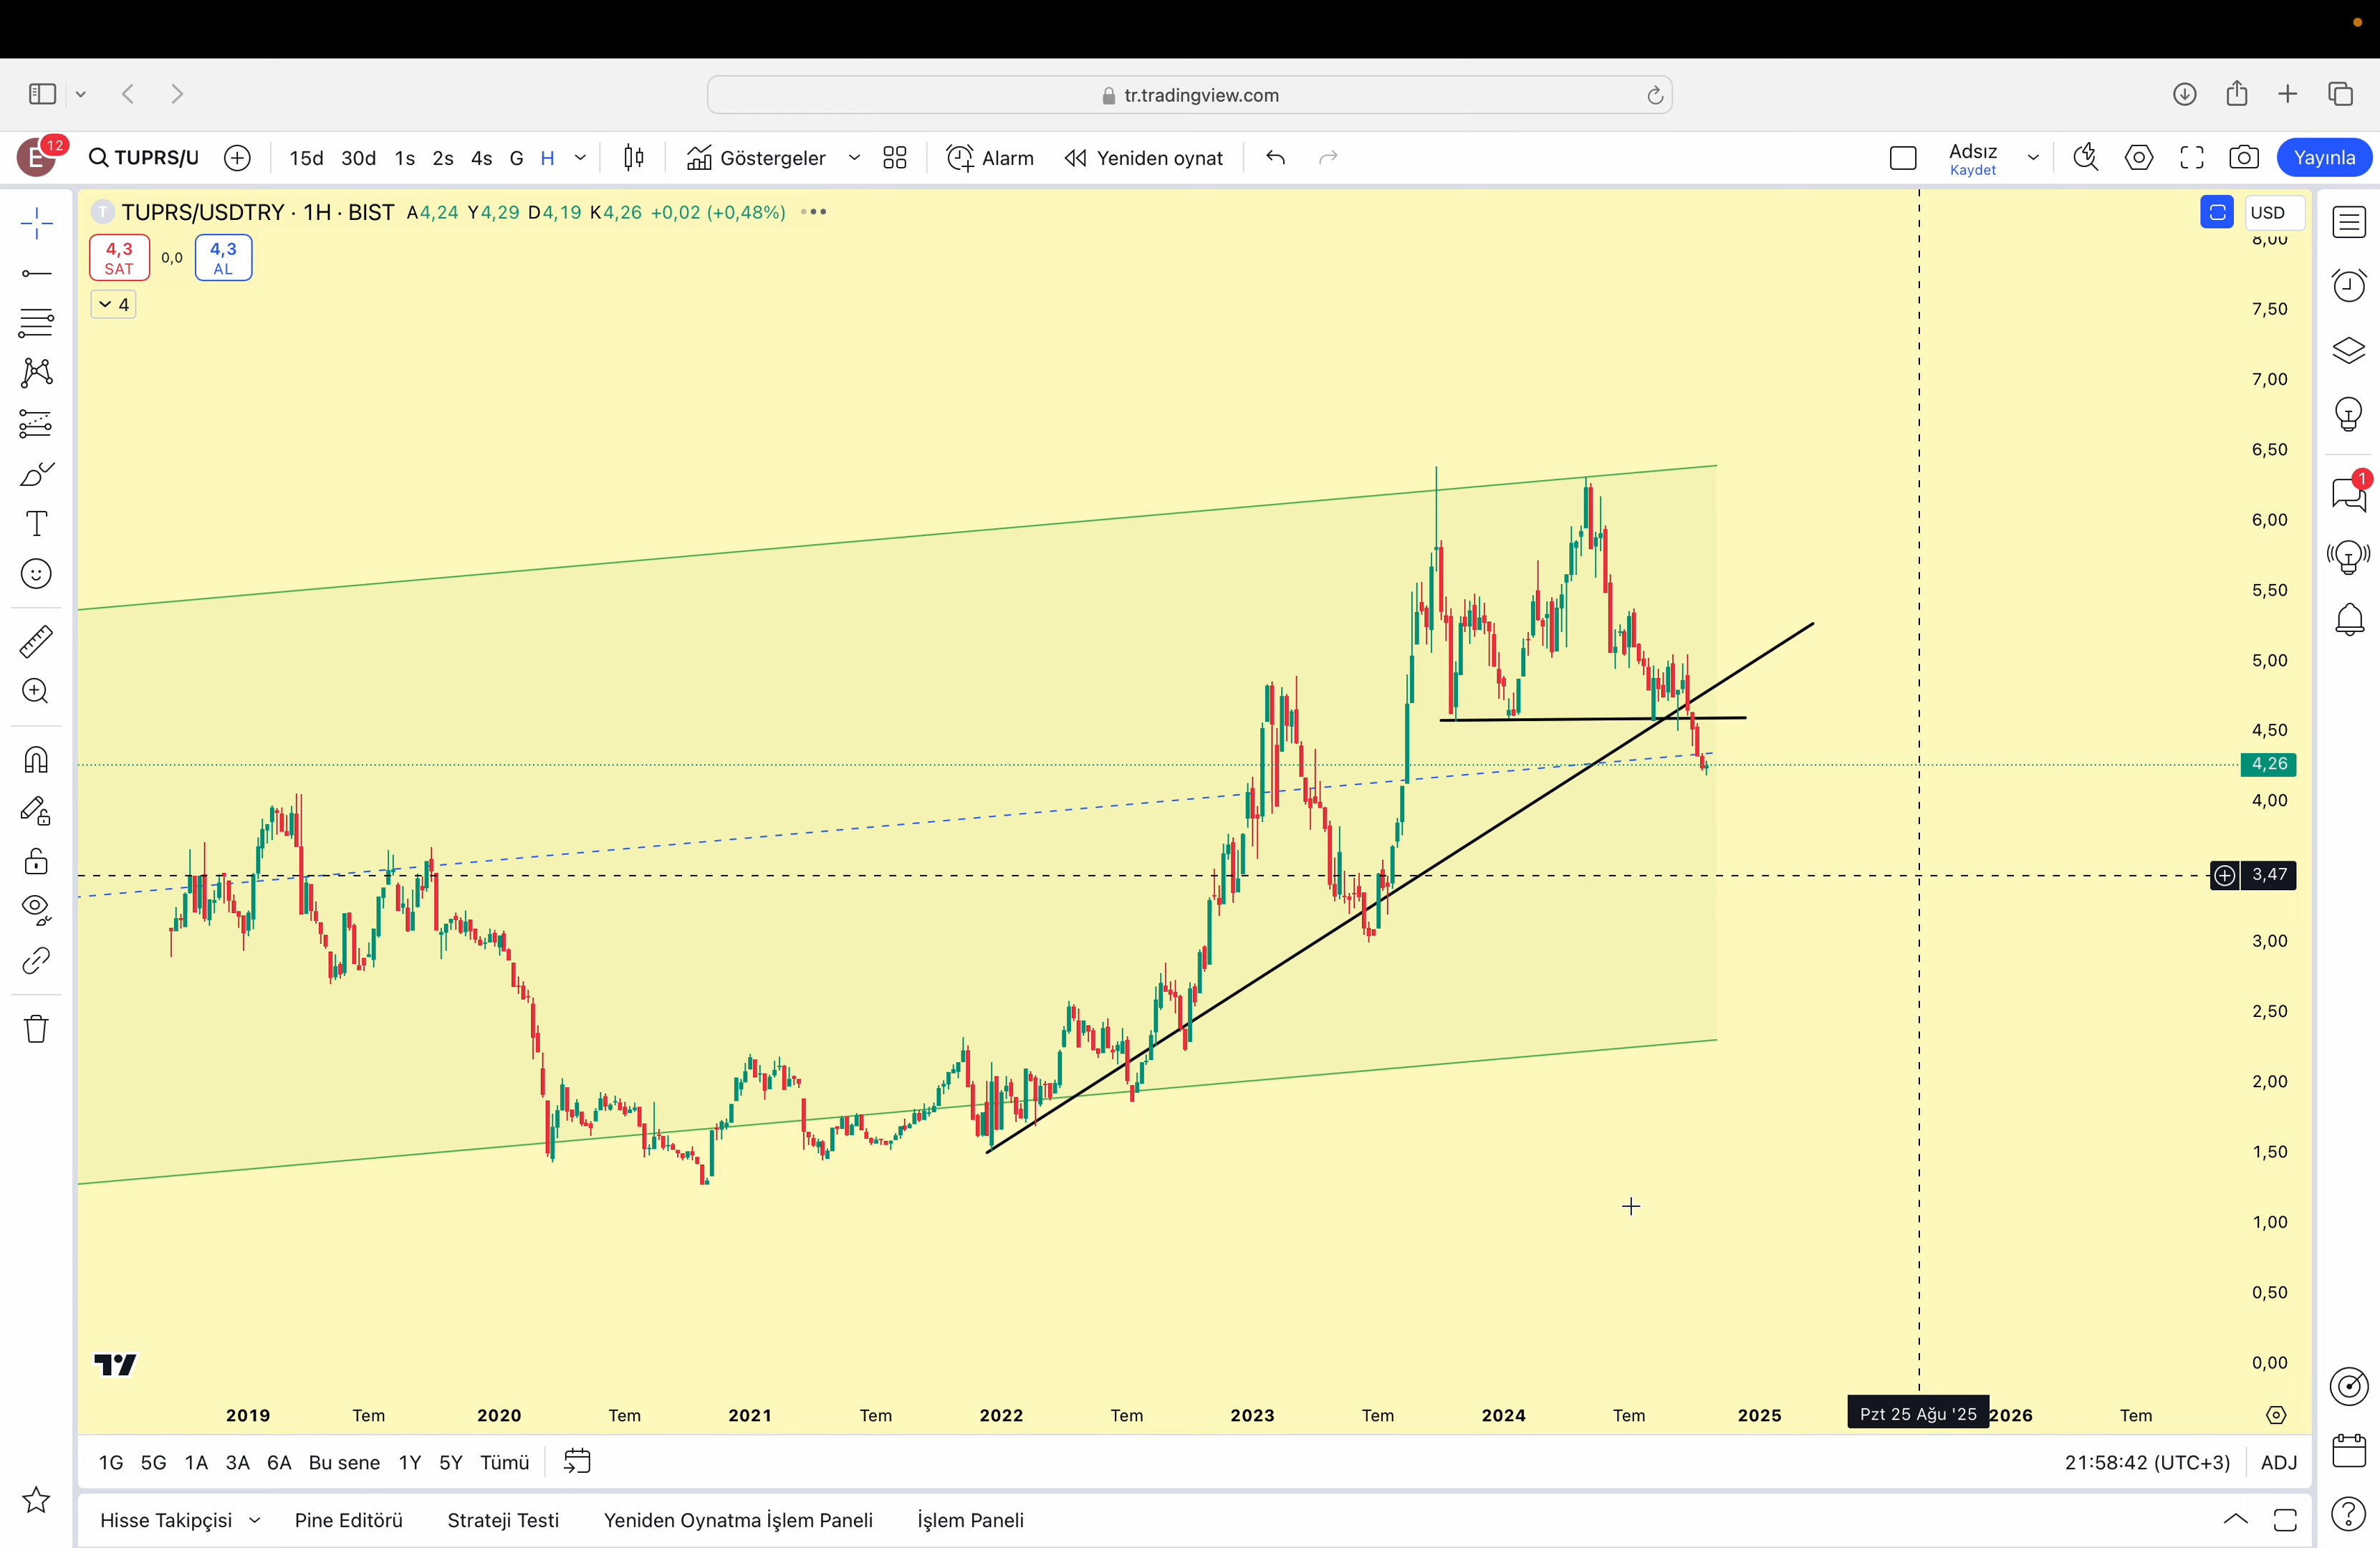 tr.tradingview.com
E 12 TUPRS/U 15d 30d 1s 2s 4s G H Göstergeler Alarm Yeniden oynat Adsız Kaydet Yayınla
T TUPRS/USDTRY · 1H · BIST A4,24 Y4,29 D4,19 K4,26 +0,02 (+0,48%) USD
4,3 SAT 0,0 4,3 AL
4
8,00
7,50
7,00
6,50
1
6,00
5,50
5,00
4,50
4,26
4,00
3,47
3,00
2,50
2,00
1,50
1,00
0,50
0,00
2019 Tem 2020 Tem 2021 Tem 2022 Tem 2023 Tem 2024 Tem 2025 Pzt 25 Ağu '25 2026 Tem
1G 5G 1A 3A 6A Bu sene 1Y 5Y Tümü 21:58:42 (UTC+3) ADJ
Hisse Takipçisi Pine Editörü Strateji Testi Yeniden Oynatma İşlem Paneli İşlem Paneli